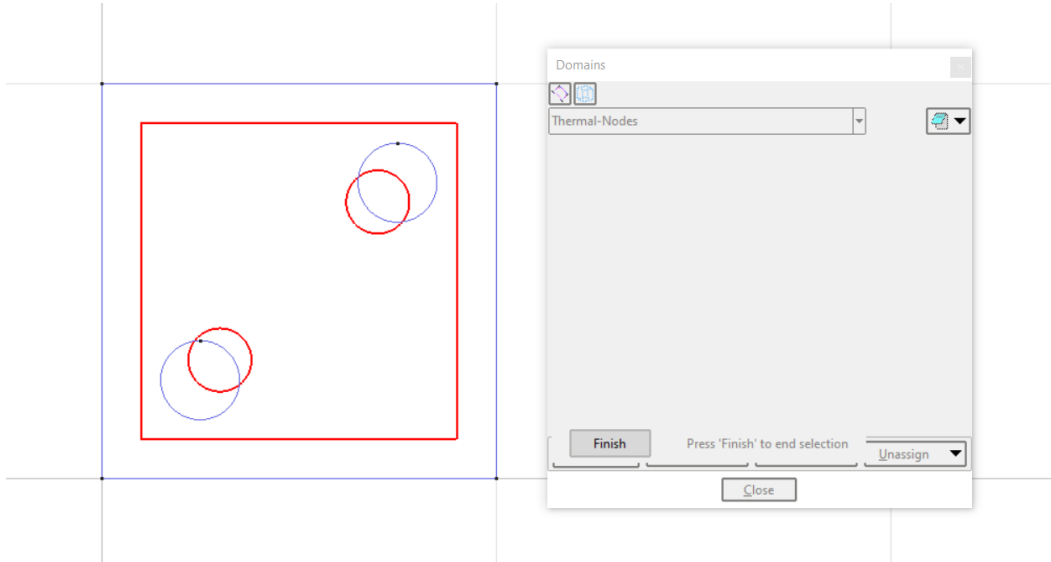 Domains
Thermal-Nodes
Finish
Press 'Finish' to end selection
Unassign
Close